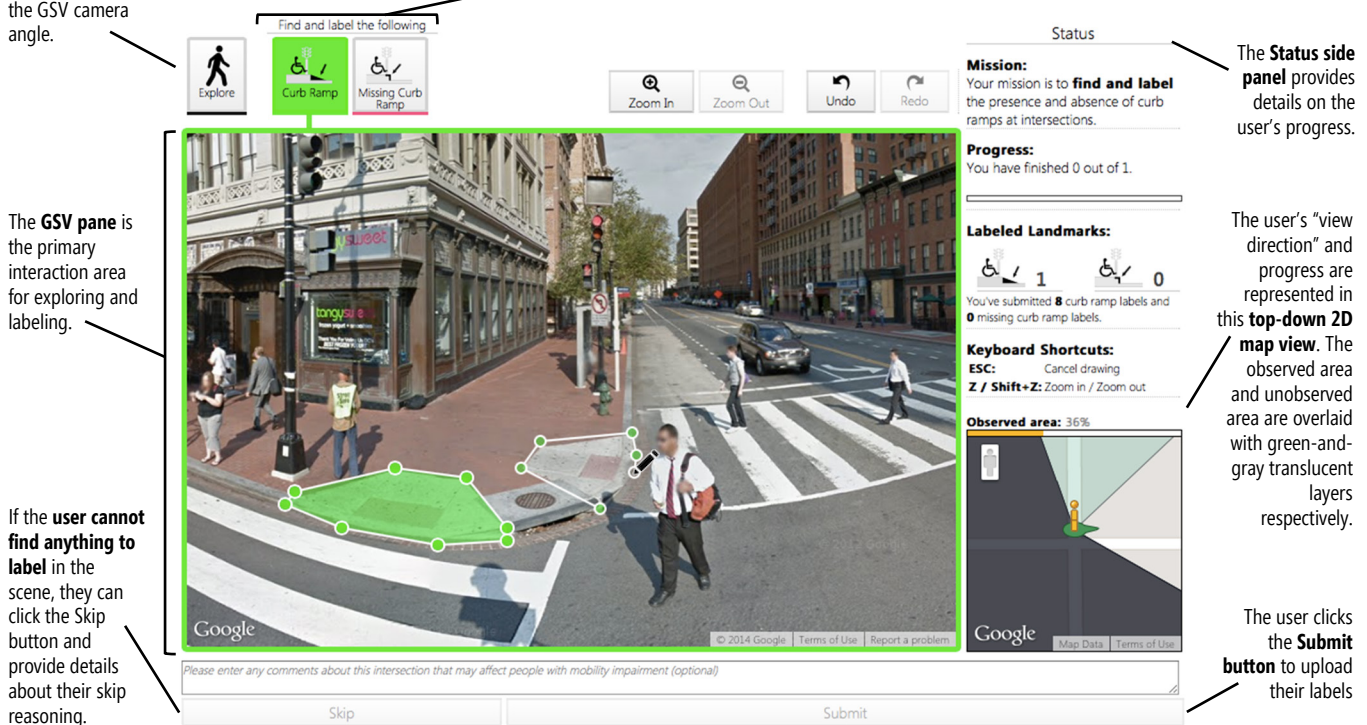 the GSV camera
angle.
Find and label the following
Explore
Curb Ramp
Missing Curb
Ramp
Zoom In
Zoom Out
Undo
Redo
Status
Mission:
Your mission is to find and label
the presence and absence of curb
ramps at intersections.
Progress:
You have finished 0 out of 1.
Labeled Landmarks:
1
0
You've submitted 8 curb ramp labels and
0 missing curb ramp labels.
Keyboard Shortcuts:
ESC: Cancel drawing
Z / Shift+Z: Zoom in / Zoom out
Observed area: 36%
Google
Map Data
Terms of Use
The Status side
panel provides
details on the
user's progress.
The user's "view
direction" and
progress are
represented in
this top-down 2D
map view. The
observed area
and unobserved
area are overlaid
with green-and-
gray translucent
layers
respectively.
The user clicks
the Submit
button to upload
their labels
The GSV pane is
the primary
interaction area
for exploring and
labeling.
If the user cannot
find anything to
label in the
scene, they can
click the Skip
button and
provide details
about their skip
reasoning.
tangysweet
Google
© 2014 Google
Terms of Use
Report a problem
Please enter any comments about this intersection that may affect people with mobility impairment (optional)
Skip
Submit